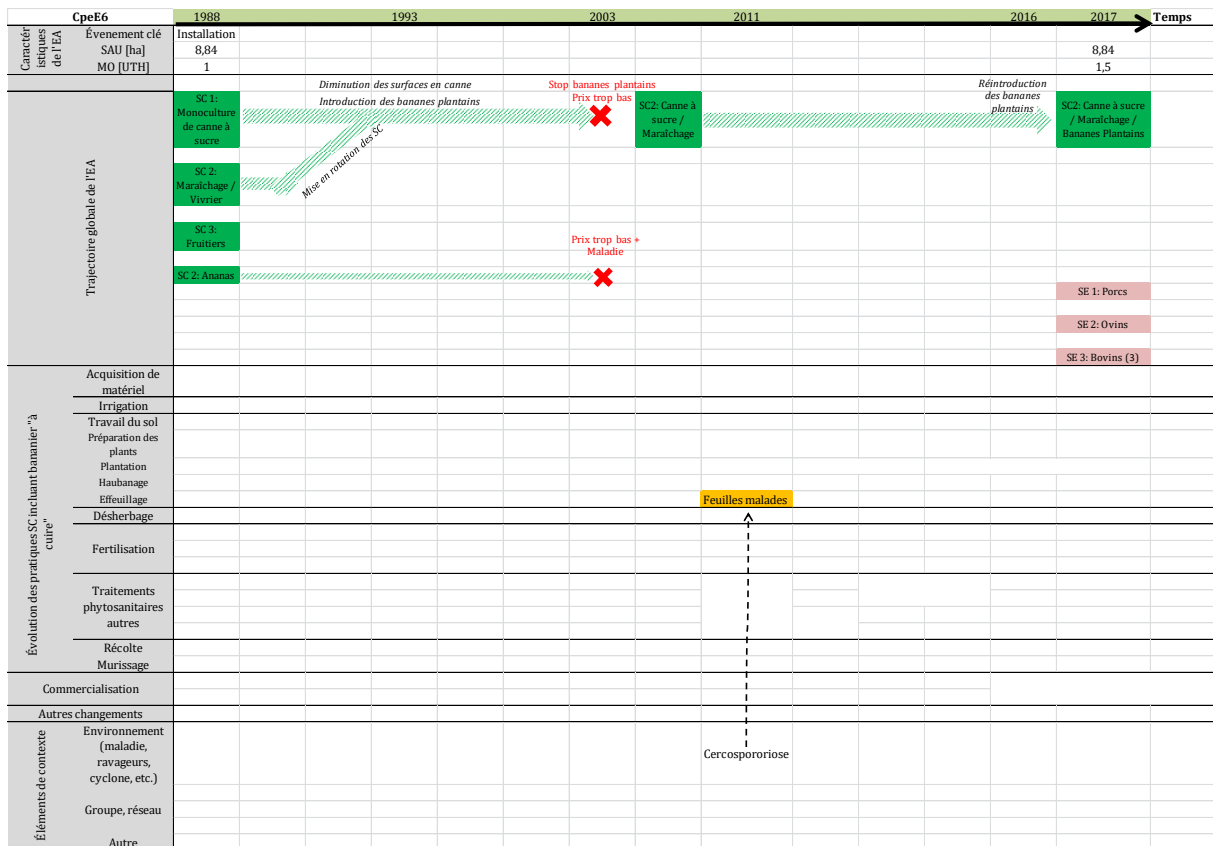 CpeE6 1988 1993 2003 2011 2016 2017 Temps
Caractér
istiques
de l'EA
Évenement clé Installation
SAU [ha] 8,84 8,84
MO [UTH] 1 1,5
Trajectoire globale de l'EA
Diminution des surfaces en canne
Introduction des bananes plantains
Stop bananes plantains
Prix trop bas
Réintroduction
des bananes
plantains
SC 1:
Monoculture
de canne à
sucre
SC2: Canne à
sucre /
Maraîchage
SC2: Canne à sucre
/ Maraîchage /
Bananes Plantains
Mise en rotation des SC
SC 2:
Maraîchage /
Vivrier
SC 3:
Fruitiers
Prix trop bas +
Maladie
SC 2: Ananas
SE 1: Porcs
SE 2: Ovins
SE 3: Bovins (3)
Évolution des pratiques SC incluant bananier "à
cuire"
Acquisition de
matériel
Irrigation
Travail du sol
Préparation des
plants
Plantation
Haubanage
Effeuillage Feuilles malades
Désherbage
Fertilisation
Traitements
phytosanitaires
autres
Récolte
Murissage
Commercialisation
Autres changements
Éléments de contexte
Environnement
(maladie,
ravageurs,
cyclone, etc.)
Cercospororiose
Groupe, réseau
Autre